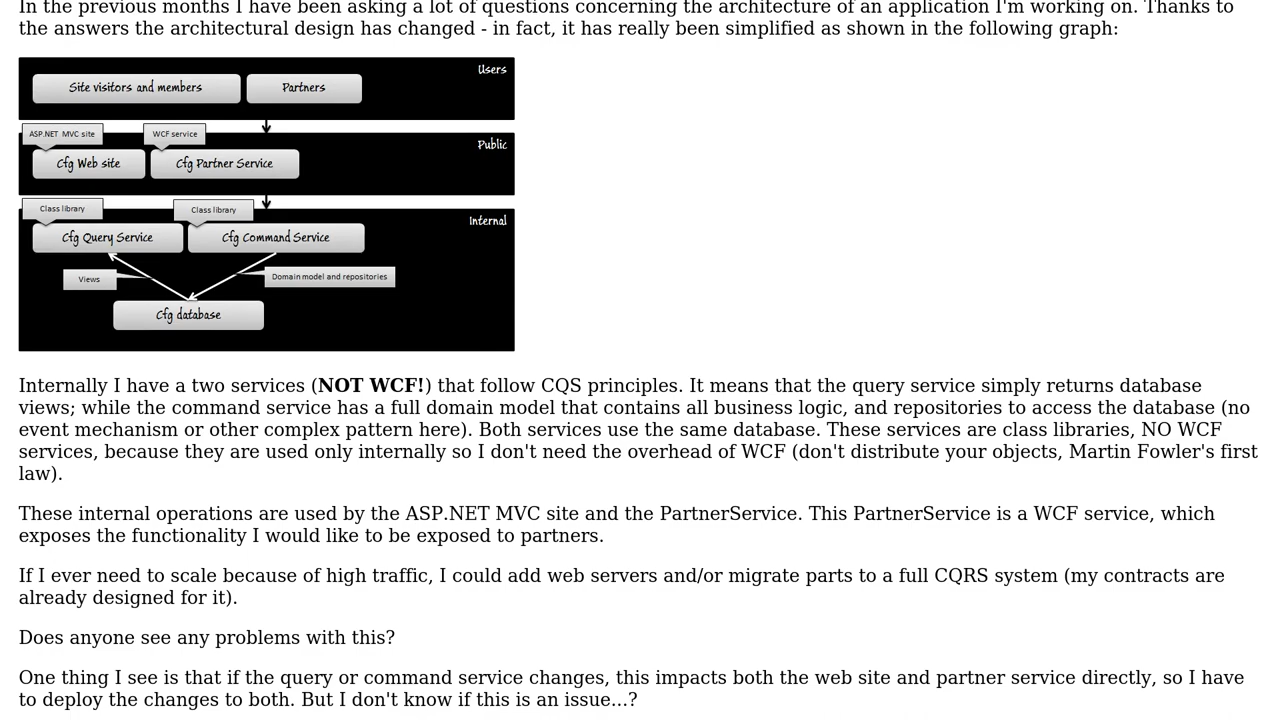 In the previous months I have been asking a lot of questions concerning the architecture of an application I'm working on. Thanks to
the answers the architectural design has changed - in fact, it has really been simplified as shown in the following graph:
Users
Site visitors and members
Partners
ASP.NET MVC site
WCF service
Public
Cfg Web site
Cfg Partner Service
Class library
Class library
Internal
Cfg Query Service
Cfg Command Service
Views
Domain model and repositories
Cfg database
Internally I have a two services (NOT WCF!) that follow CQS principles. It means that the query service simply returns database
views; while the command service has a full domain model that contains all business logic, and repositories to access the database (no
event mechanism or other complex pattern here). Both services use the same database. These services are class libraries, NO WCF
services, because they are used only internally so I don't need the overhead of WCF (don't distribute your objects, Martin Fowler's first
law).
These internal operations are used by the ASP.NET MVC site and the PartnerService. This PartnerService is a WCF service, which
exposes the functionality I would like to be exposed to partners.
If I ever need to scale because of high traffic, I could add web servers and/or migrate parts to a full CQRS system (my contracts are
already designed for it).
Does anyone see any problems with this?
One thing I see is that if the query or command service changes, this impacts both the web site and partner service directly, so I have
to deploy the changes to both. But I don't know if this is an issue...?